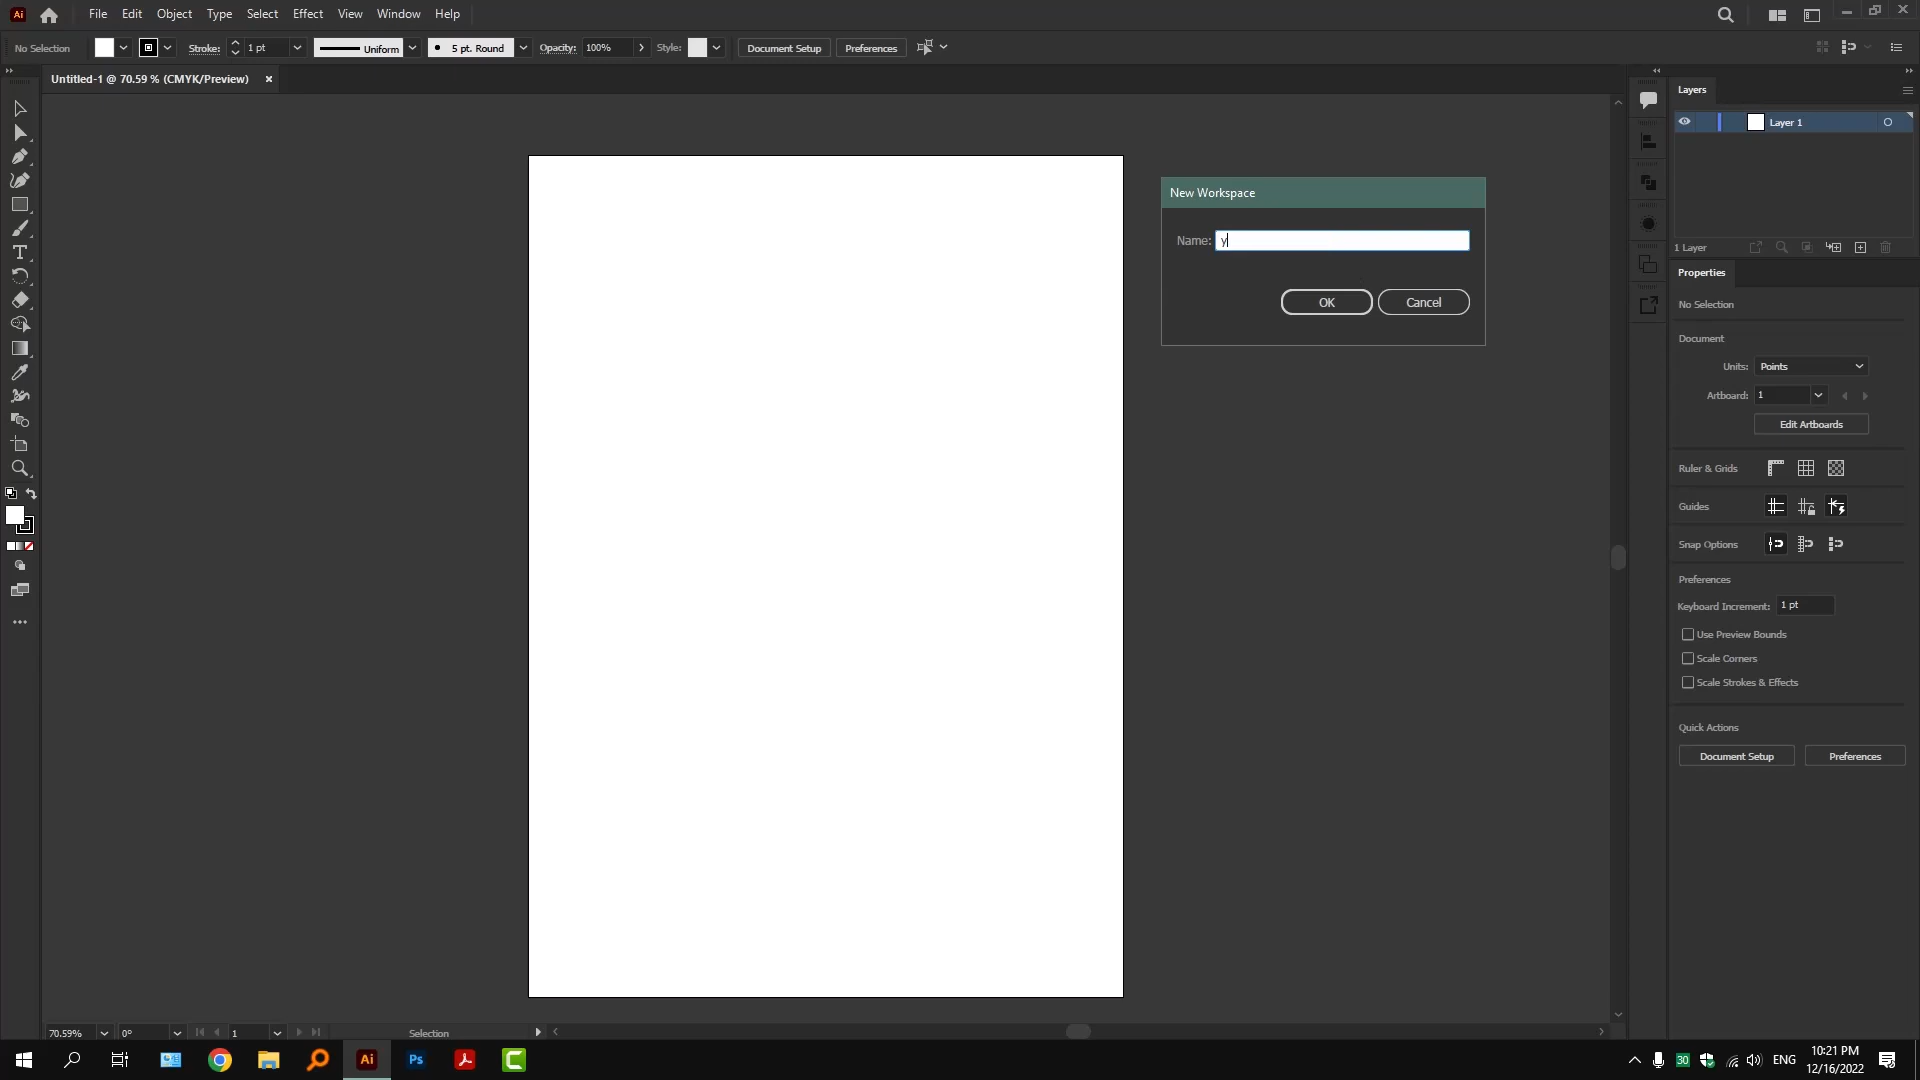 Ai File Edit Object Type Select Effect View Window Help
No Selection Stroke: 1 pt Uniform 5 pt. Round Opacity: 100% Style: Document Setup Preferences
Untitled-1 @ 70.59 % (CMYK/Preview)
Layers
Layer 1
New Workspace
Name: y
OK Cancel
1 Layer
Properties
No Selection
Document
Units: Points
Artboard: 1
Edit Artboards
Ruler & Grids
Guides
Snap Options
Preferences
Keyboard Increment: 1 pt
Use Preview Bounds
Scale Corners
Scale Strokes & Effects
Quick Actions
Document Setup Preferences
70.59% 0° 1 Selection
Ai Ps 30 ENG 10:21 PM
12/16/2022